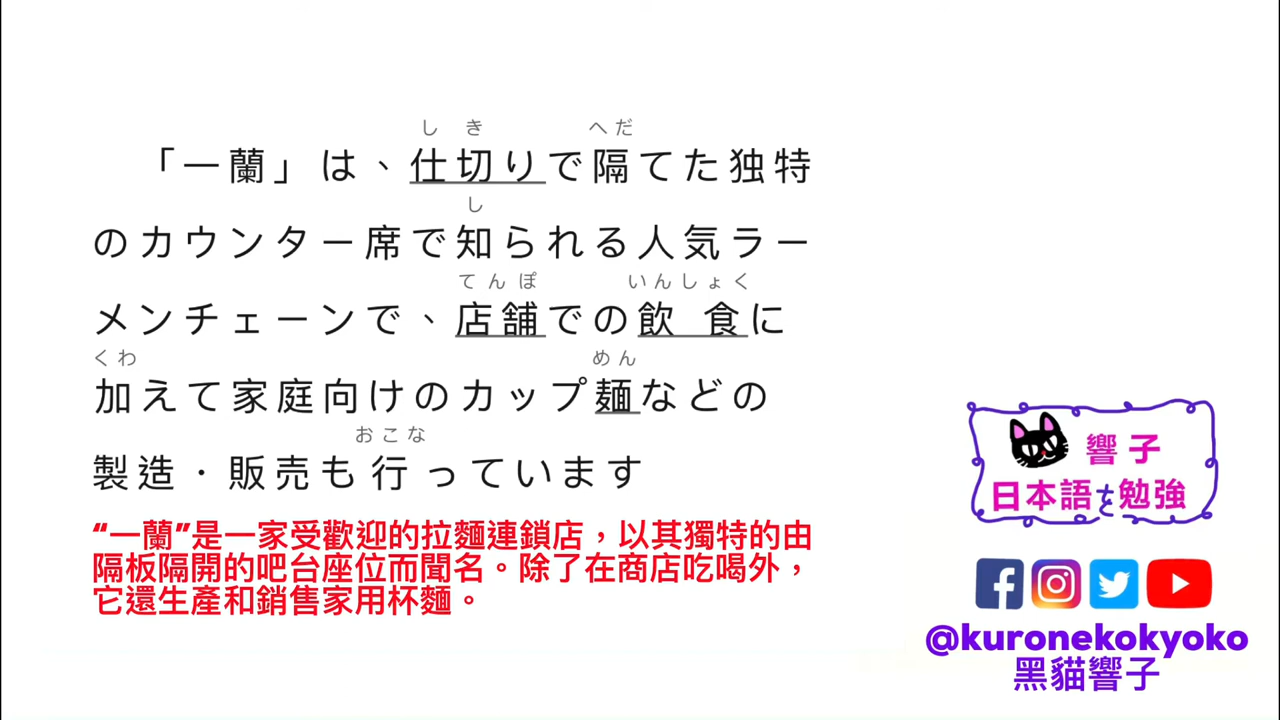 しき へだ
「一蘭」は、仕切りで隔てた独特
し
のカウンター席で知られる人気ラー
てんぽ いんしょく
メンチェーンで、店舗での飲食に
くわ めん
加えて家庭向けのカップ麺などの
おこな
製造・販売も行っています
“一蘭”是一家受歡迎的拉麵連鎖店，以其獨特的由
隔板隔開的吧台座位而聞名。除了在商店吃喝外，
它還生產和銷售家用杯麵。
響子
日本語を勉強
@kuronekokyoko
黑貓響子